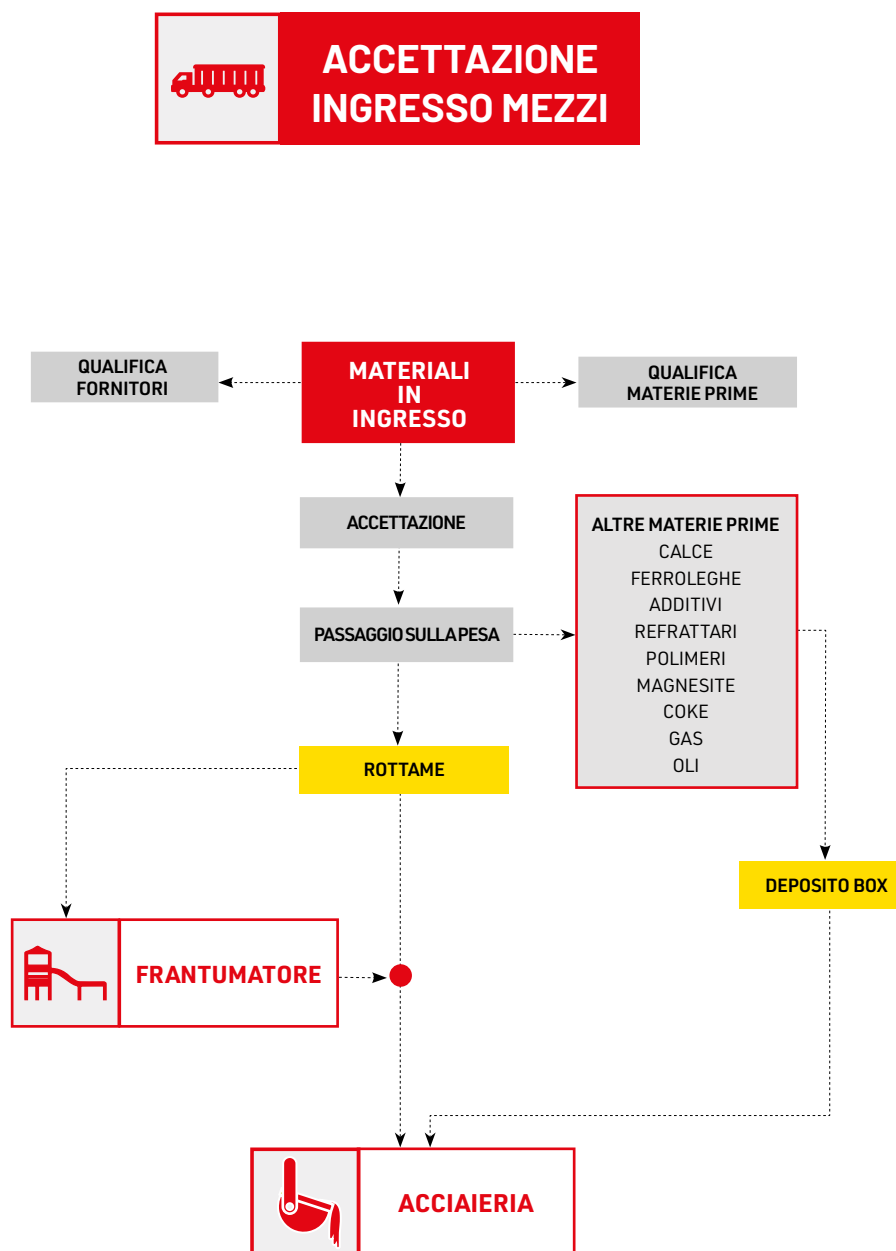 ACCETTAZIONE
INGRESSO MEZZI
QUALIFICA
FORNITORI
MATERIALI
IN
INGRESSO
QUALIFICA
MATERIE PRIME
ACCETTAZIONE
PASSAGGIO SULLA PESA
ALTRE MATERIE PRIME
CALCE
FERROLEGHE
ADDITIVI
REFRATTARI
POLIMERI
MAGNESITE
COKE
GAS
OLI
ROTTAME
DEPOSITO BOX
FRANTUMATORE
ACCIAIERIA